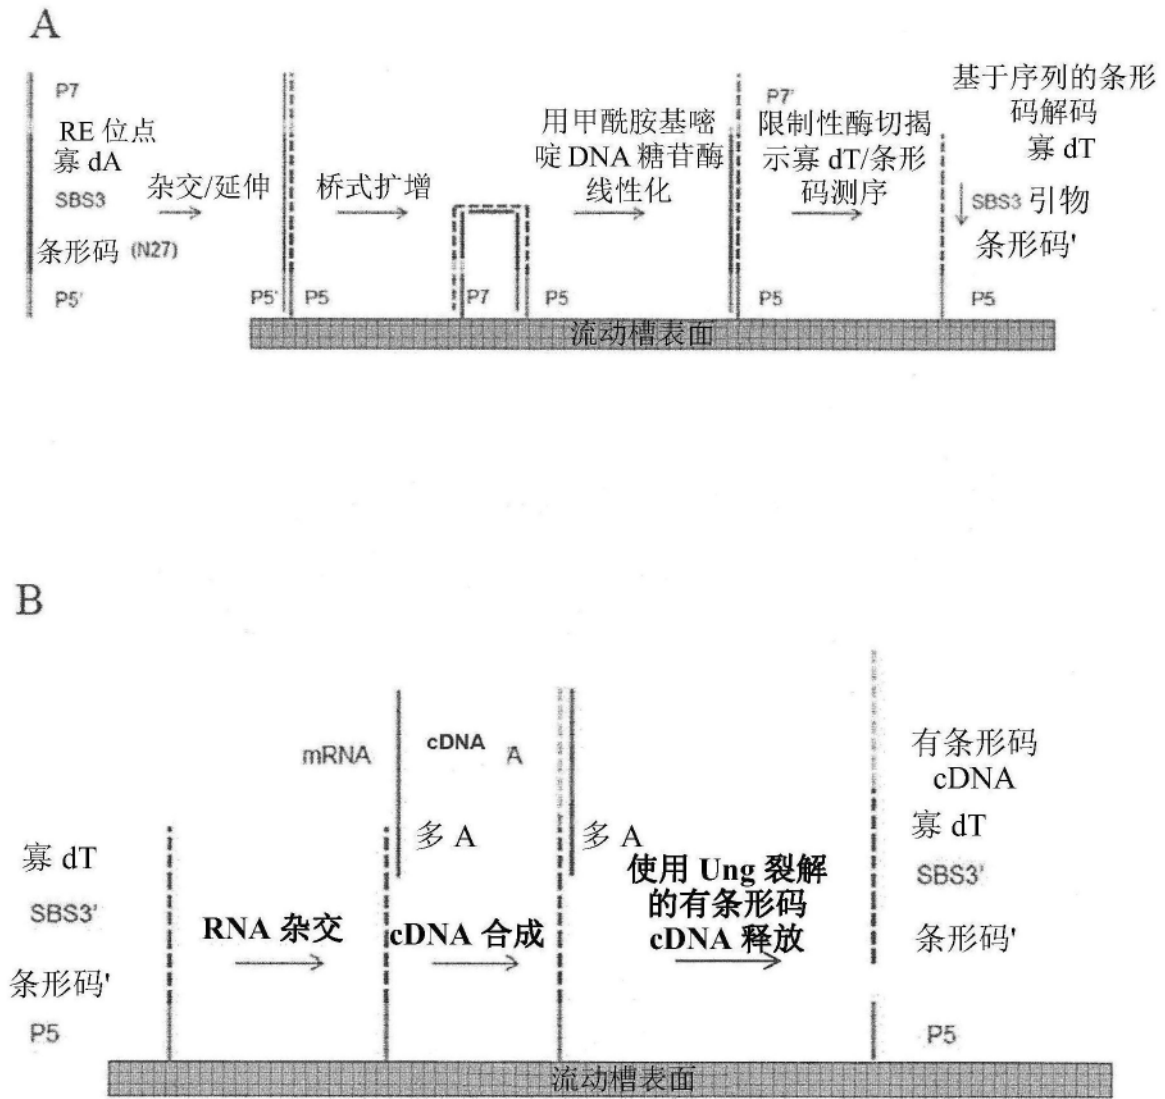 A
P7
RE 位点
寡 dA
SBS3
条形码 (N27)
P5'
杂交/延伸
P5'
P5
桥式扩增
P7
P5
用甲酰胺基嘧
啶 DNA 糖苷酶
线性化
P7'
限制性酶切揭
示寡 dT/条形
码测序
P5
基于序列的条形
码解码
寡 dT
SBS3 引物
条形码'
P5
流动槽表面
B
寡 dT
SBS3'
条形码'
P5
RNA 杂交
mRNA
多 A
cDNA 合成
cDNA
A
多 A
使用 Ung 裂解
的有条形码
cDNA 释放
有条形码
cDNA
寡 dT
SBS3'
条形码'
P5
流动槽表面